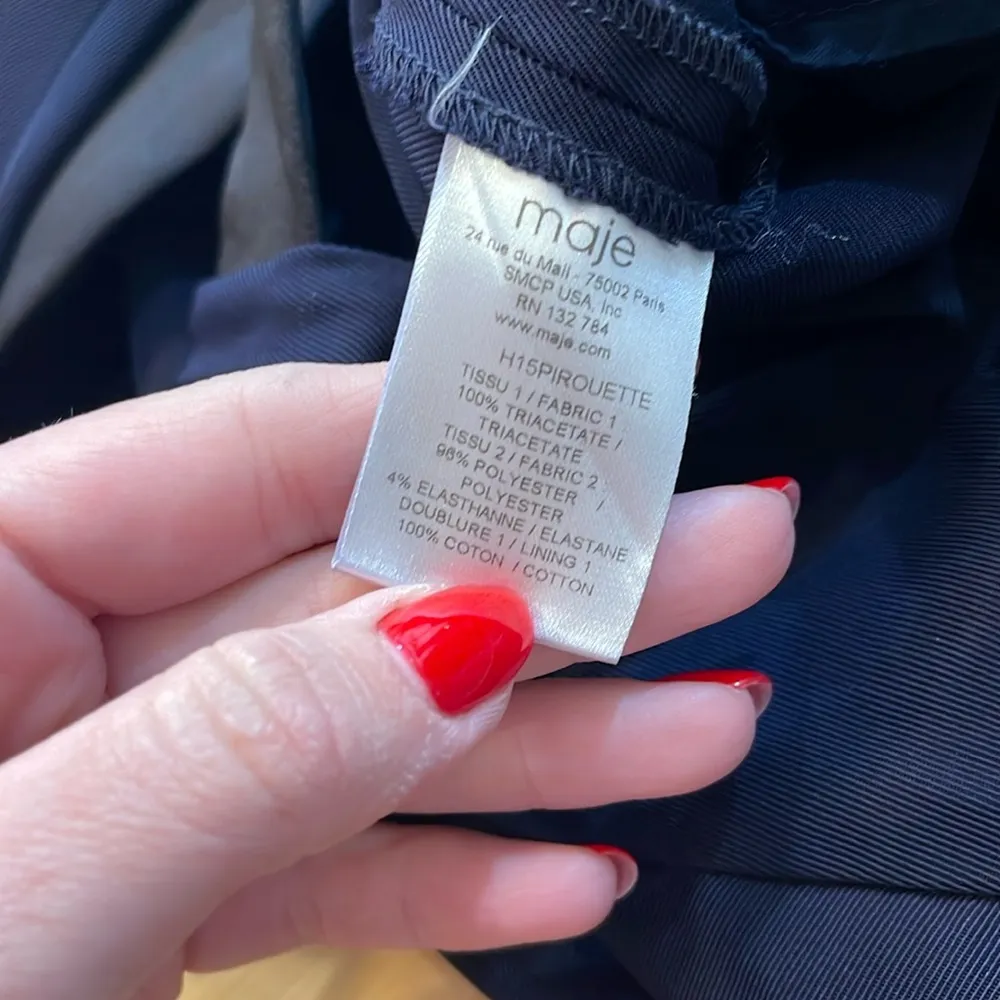 maje
24 rue du Mail - 75002 Paris
SMCP USA, Inc
RN 132 784
www.maje.com
H15PIROUETTE
TISSU 1 / FABRIC 1
100% TRIACETATE /
TRIACETATE
TISSU 2 / FABRIC 2
96% POLYESTER /
POLYESTER
4% ELASTHANNE / ELASTANE
DOUBLURE 1 / LINING 1
100% COTON / COTTON